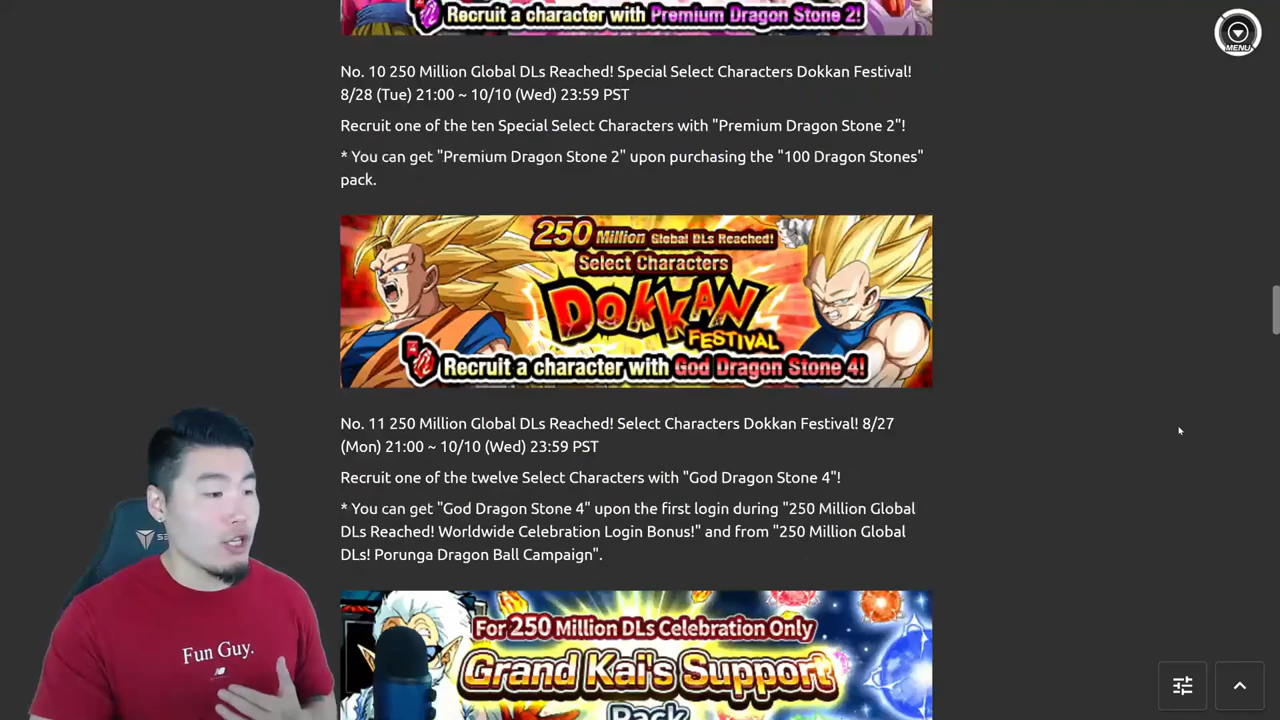 Recruit a character with Premium Dragon Stone 2!
MENU
No. 10 250 Million Global DLs Reached! Special Select Characters Dokkan Festival!
8/28 (Tue) 21:00 ~ 10/10 (Wed) 23:59 PST
Recruit one of the ten Special Select Characters with "Premium Dragon Stone 2"!
* You can get "Premium Dragon Stone 2" upon purchasing the "100 Dragon Stones"
pack.
250 Million Global DLs Reached!
Select Characters
DOKKAN
FESTIVAL
Recruit a character with God Dragon Stone 4!
No. 11 250 Million Global DLs Reached! Select Characters Dokkan Festival! 8/27
(Mon) 21:00 ~ 10/10 (Wed) 23:59 PST
Recruit one of the twelve Select Characters with "God Dragon Stone 4"!
* You can get "God Dragon Stone 4" upon the first login during "250 Million Global
DLs Reached! Worldwide Celebration Login Bonus!" and from "250 Million Global
DLs! Porunga Dragon Ball Campaign".
For 250 Million DLs Celebration Only
Grand Kai's Support
Pack
Fun Guy.